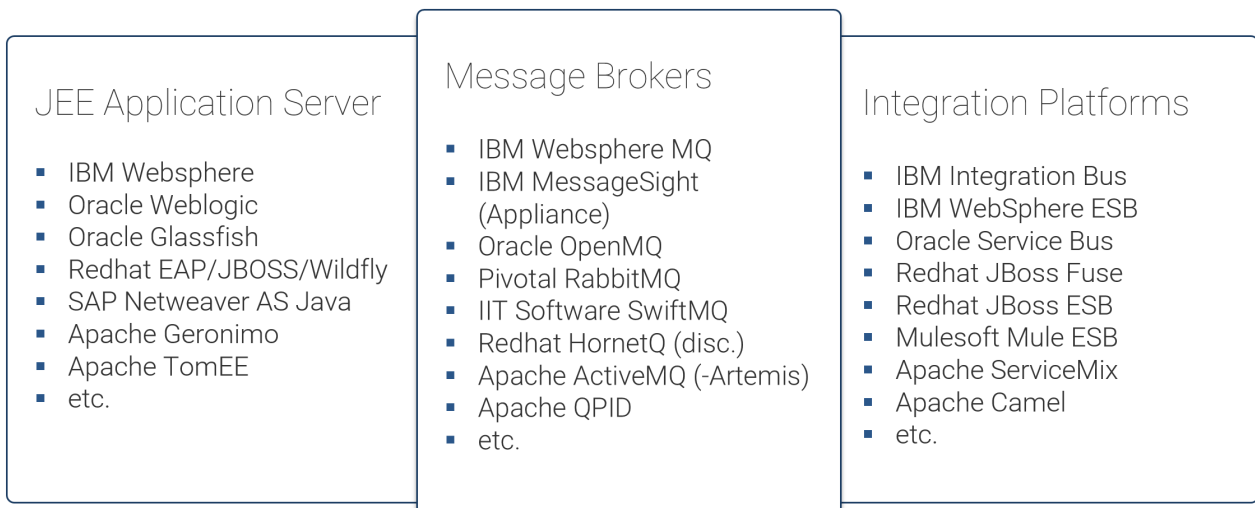 JEE Application Server
▪ IBM Websphere
▪ Oracle Weblogic
▪ Oracle Glassfish
▪ Redhat EAP/JBOSS/Wildfly
▪ SAP Netweaver AS Java
▪ Apache Geronimo
▪ Apache TomEE
▪ etc.
Message Brokers
▪ IBM Websphere MQ
▪ IBM MessageSight
(Appliance)
▪ Oracle OpenMQ
▪ Pivotal RabbitMQ
▪ IIT Software SwiftMQ
▪ Redhat HornetQ (disc.)
▪ Apache ActiveMQ (-Artemis)
▪ Apache QPID
▪ etc.
Integration Platforms
▪ IBM Integration Bus
▪ IBM WebSphere ESB
▪ Oracle Service Bus
▪ Redhat JBoss Fuse
▪ Redhat JBoss ESB
▪ Mulesoft Mule ESB
▪ Apache ServiceMix
▪ Apache Camel
▪ etc.